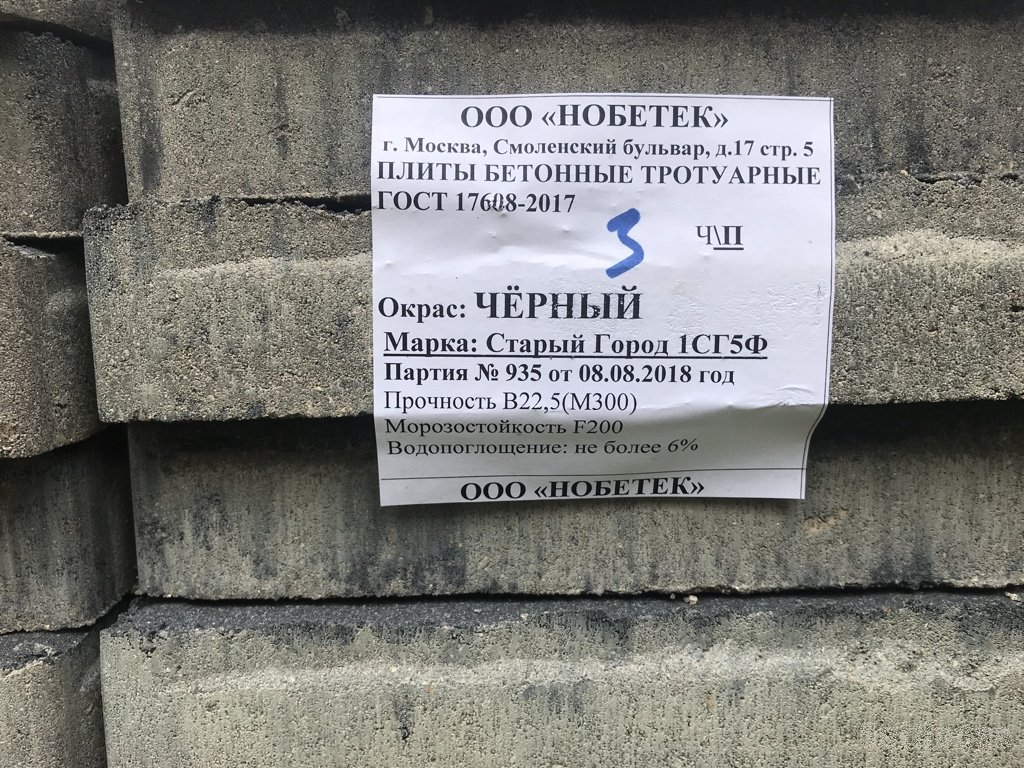 ООО «НОБЕТЕК»
г. Москва, Смоленский бульвар, д.17 стр. 5
ПЛИТЫ БЕТОННЫЕ ТРОТУАРНЫЕ
ГОСТ 17608-2017
3
Ч\П
Окрас: ЧЁРНЫЙ
Марка: Старый Город 1СГ5Ф
Партия № 935 от 08.08.2018 год
Прочность В22,5(М300)
Морозостойкость F200
Водопоглощение: не более 6%
ООО «НОБЕТЕК»